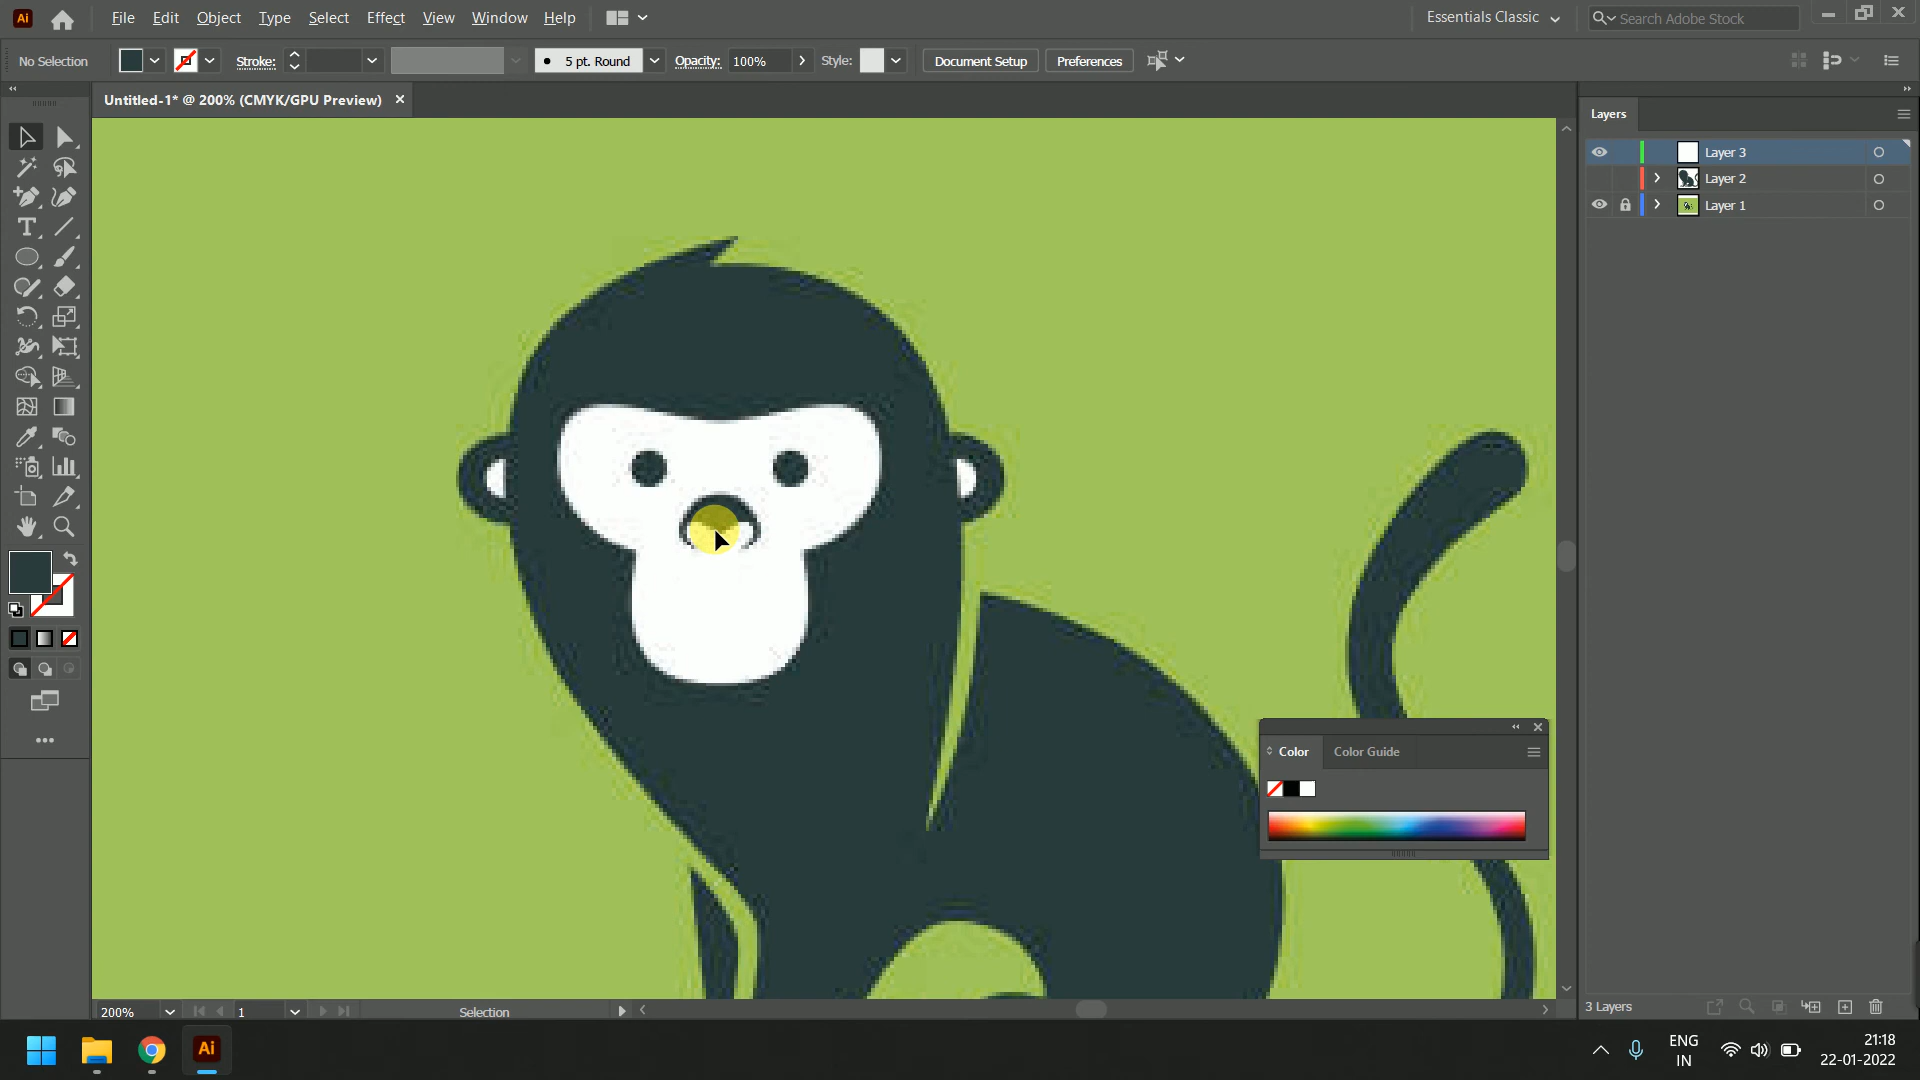 Ai File Edit Object Type Select Effect View Window Help Essentials Classic Search Adobe Stock
No Selection Stroke: 5 pt. Round Opacity: 100% Style: Document Setup Preferences
Untitled-1* @ 200% (CMYK/GPU Preview)
Layers
Layer 3
Layer 2
Layer 1
T
Color Color Guide
200% 1 Selection 3 Layers
Ai
ENG
IN
21:18
22-01-2022